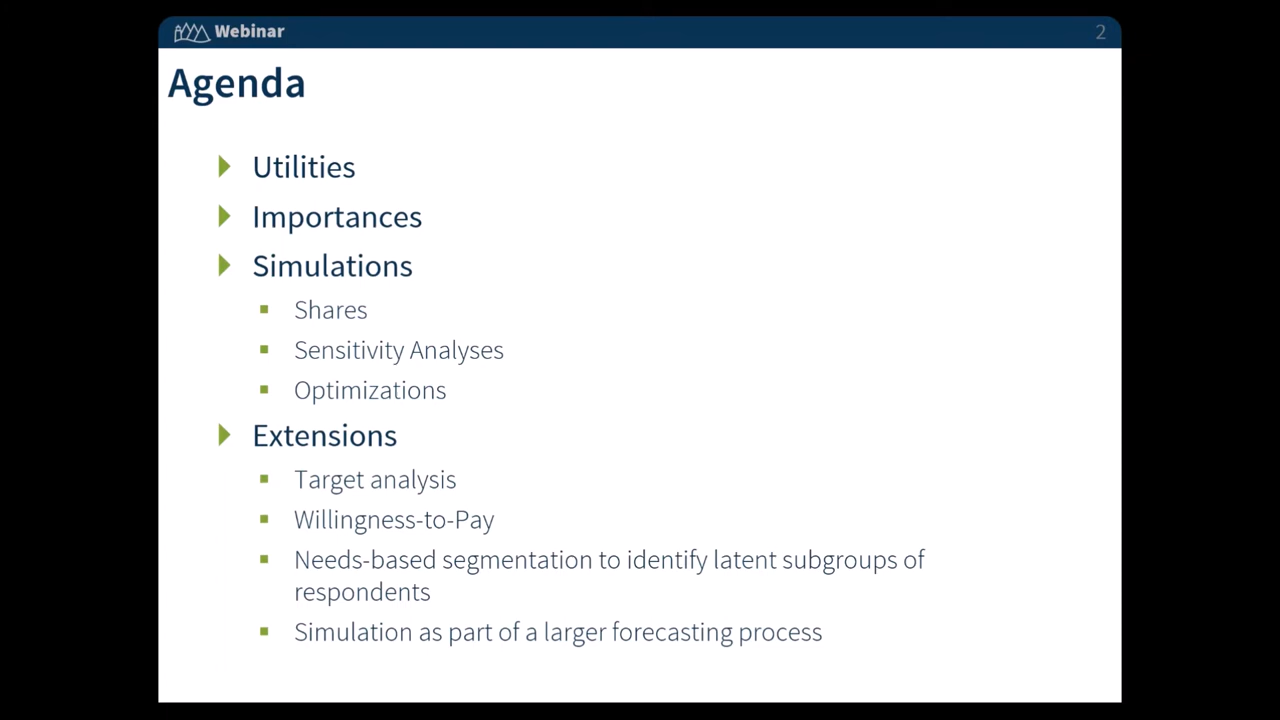 Webinar
2
Agenda
Utilities
Importances
Simulations
Shares
Sensitivity Analyses
Optimizations
Extensions
Target analysis
Willingness-to-Pay
Needs-based segmentation to identify latent subgroups of
respondents
Simulation as part of a larger forecasting process